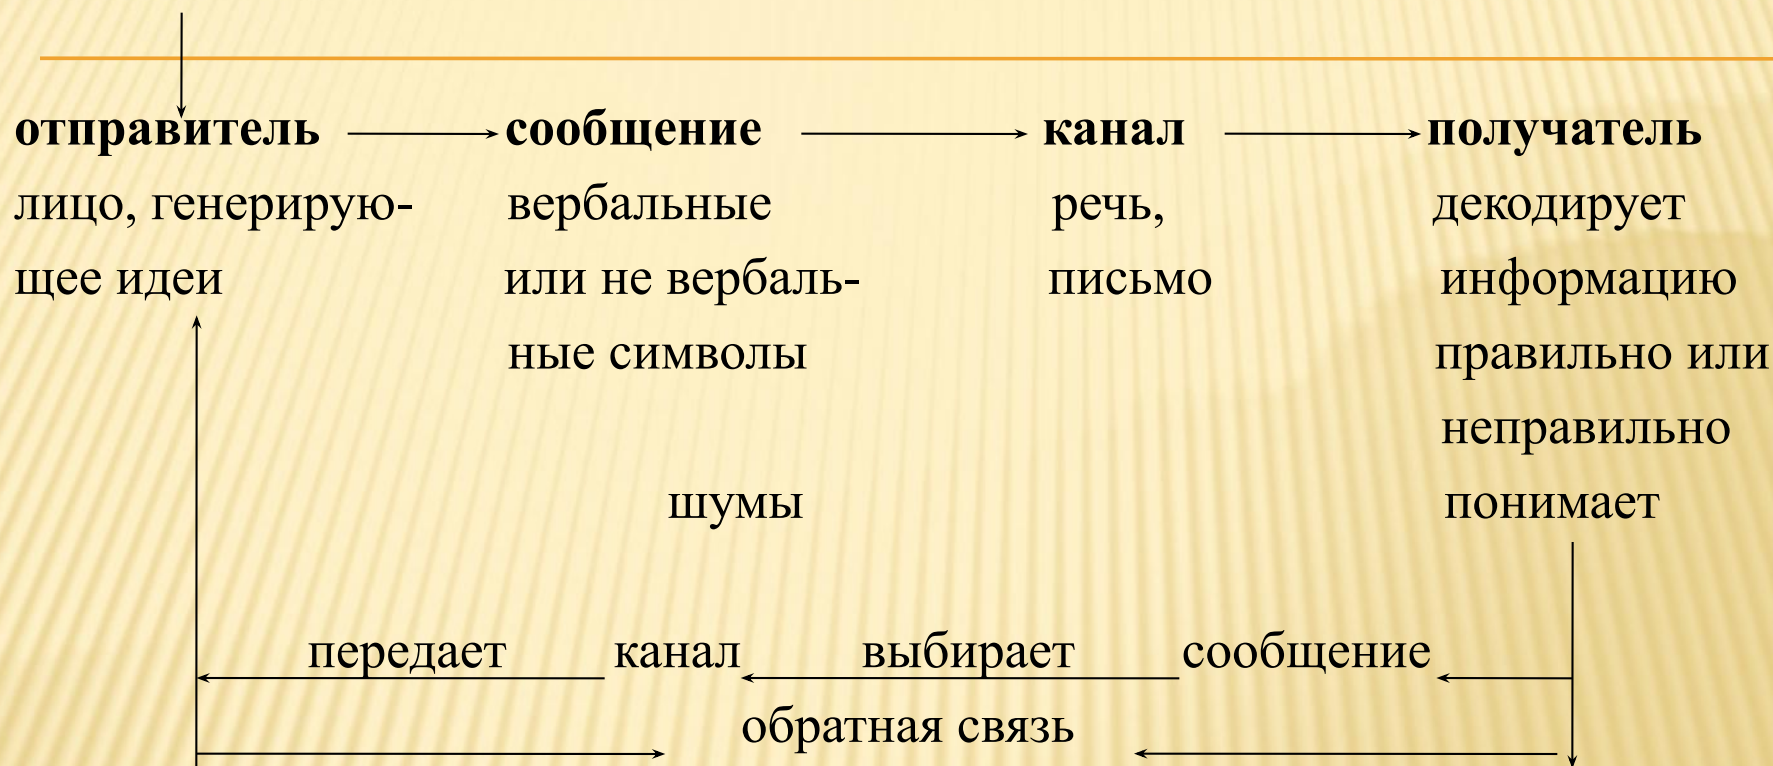 отправитель сообщение канал получатель
лицо, генерирую- вербальные речь, декодирует
щее идеи или не вербаль- письмо информацию
ные символы правильно или
неправильно
шумы понимает
передает канал выбирает сообщение
обратная связь